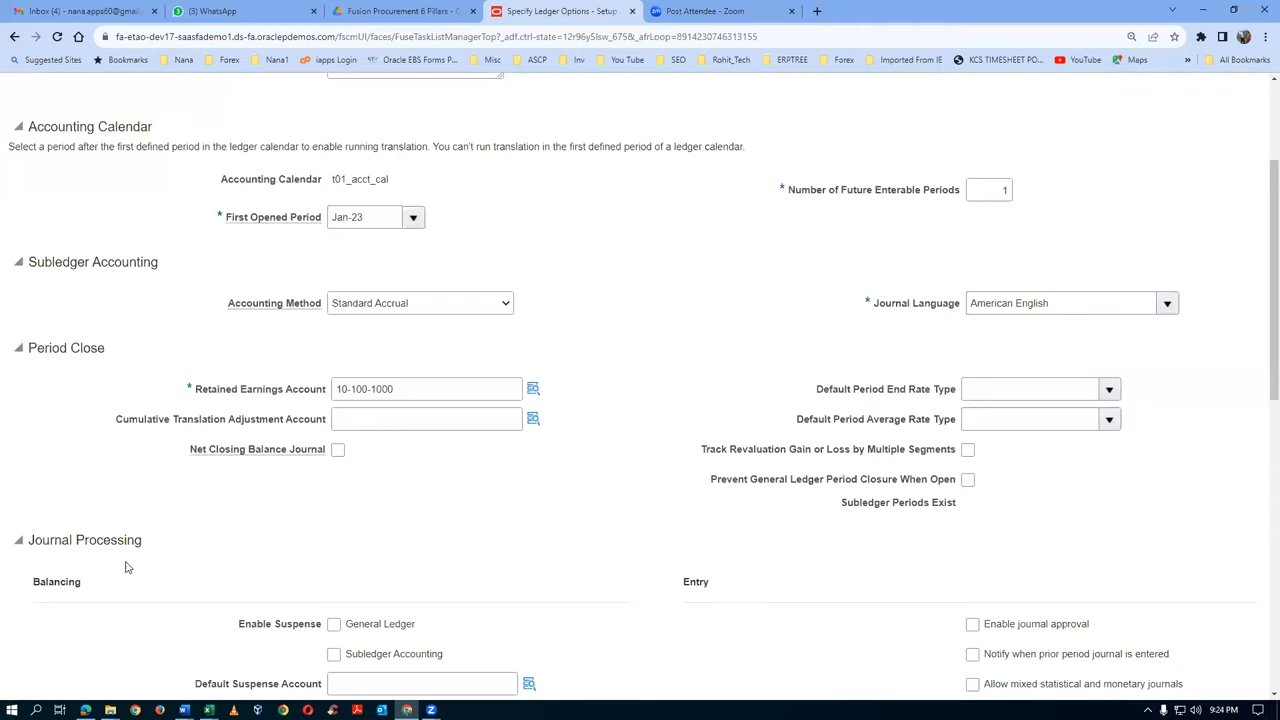 Inbox (4) - nana.apps60@gmail.
WhatsApp
Fusion Procurement 6 Pillars - G
Specify Ledger Options - Setup
Post Attendee - Zoom
fa-etao-dev17-saasfademo1.ds-fa.oraclepdemos.com/fscmUI/faces/FuseTaskListManagerTop?_adf.ctrl-state=12r96y5lsw_675&_afrLoop=8914230746313155
Suggested Sites
Bookmarks
Nana
Forex
Nana1
iapps Login
Oracle EBS Forms P...
Misc
ASCP
Inv
You Tube
SEO
Rohit_Tech
ERPTREE
Forex
Imported From IE
KCS TIMESHEET PO...
YouTube
Maps
»
All Bookmarks
Accounting Calendar
Select a period after the first defined period in the ledger calendar to enable running translation. You can't run translation in the first defined period of a ledger calendar.
Accounting Calendar t01_acct_cal
* Number of Future Enterable Periods 1
* First Opened Period Jan-23
Subledger Accounting
Accounting Method Standard Accrual
* Journal Language American English
Period Close
* Retained Earnings Account 10-100-1000
Default Period End Rate Type
Cumulative Translation Adjustment Account
Default Period Average Rate Type
Net Closing Balance Journal
Track Revaluation Gain or Loss by Multiple Segments
Prevent General Ledger Period Closure When Open
Subledger Periods Exist
Journal Processing
Balancing
Entry
Enable Suspense General Ledger
Enable journal approval
Subledger Accounting
Notify when prior period journal is entered
Default Suspense Account
Allow mixed statistical and monetary journals
9:24 PM